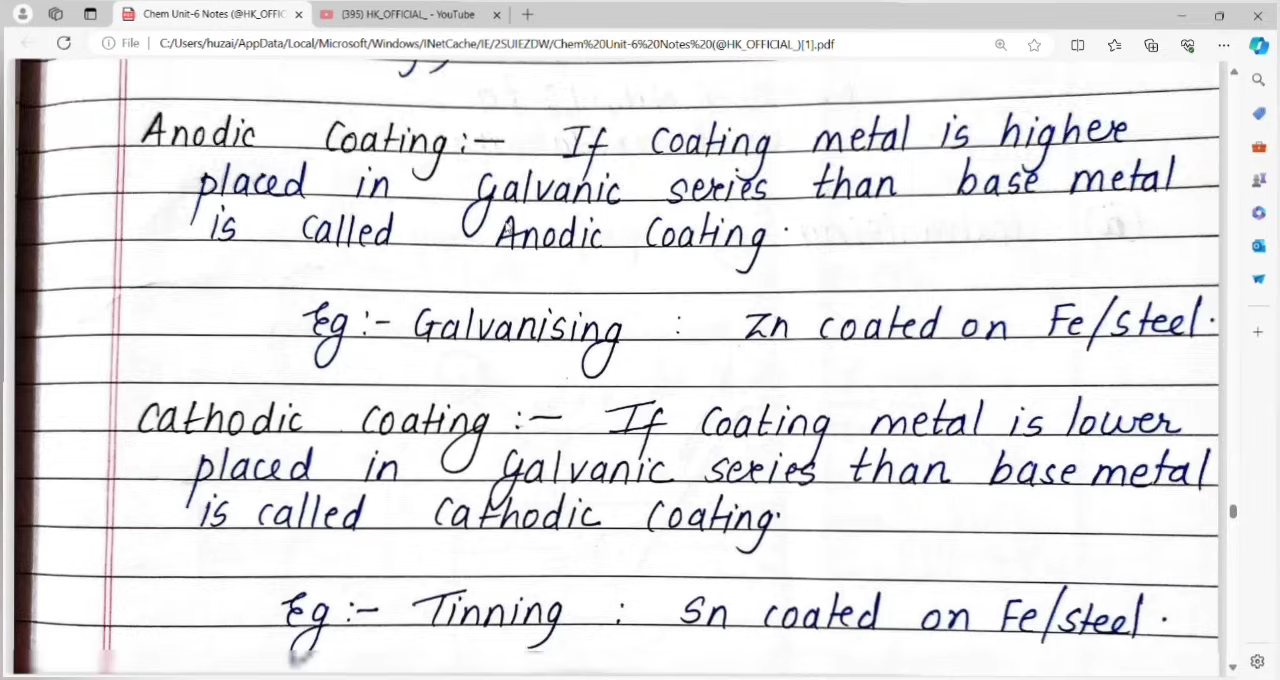 Chem Unit-6 Notes (@HK_OFFIC
(395) HK_OFFICIAL_ - YouTube
File
C:/Users/huzai/AppData/Local/Microsoft/Windows/INetCache/IE/2SUIEZDW/Chem%20Unit-6%20Notes%20(@HK_OFFICIAL_)[1].pdf
Anodic Coating :- If coating metal is higher
placed in galvanic series than base metal
is called Anodic Coating.
Eg :- Galvanising : Zn coated on Fe/steel.
Cathodic coating :- If coating metal is lower
placed in galvanic series than base metal
is called cathodic coating.
Eg :- Tinning : Sn coated on Fe/steel.